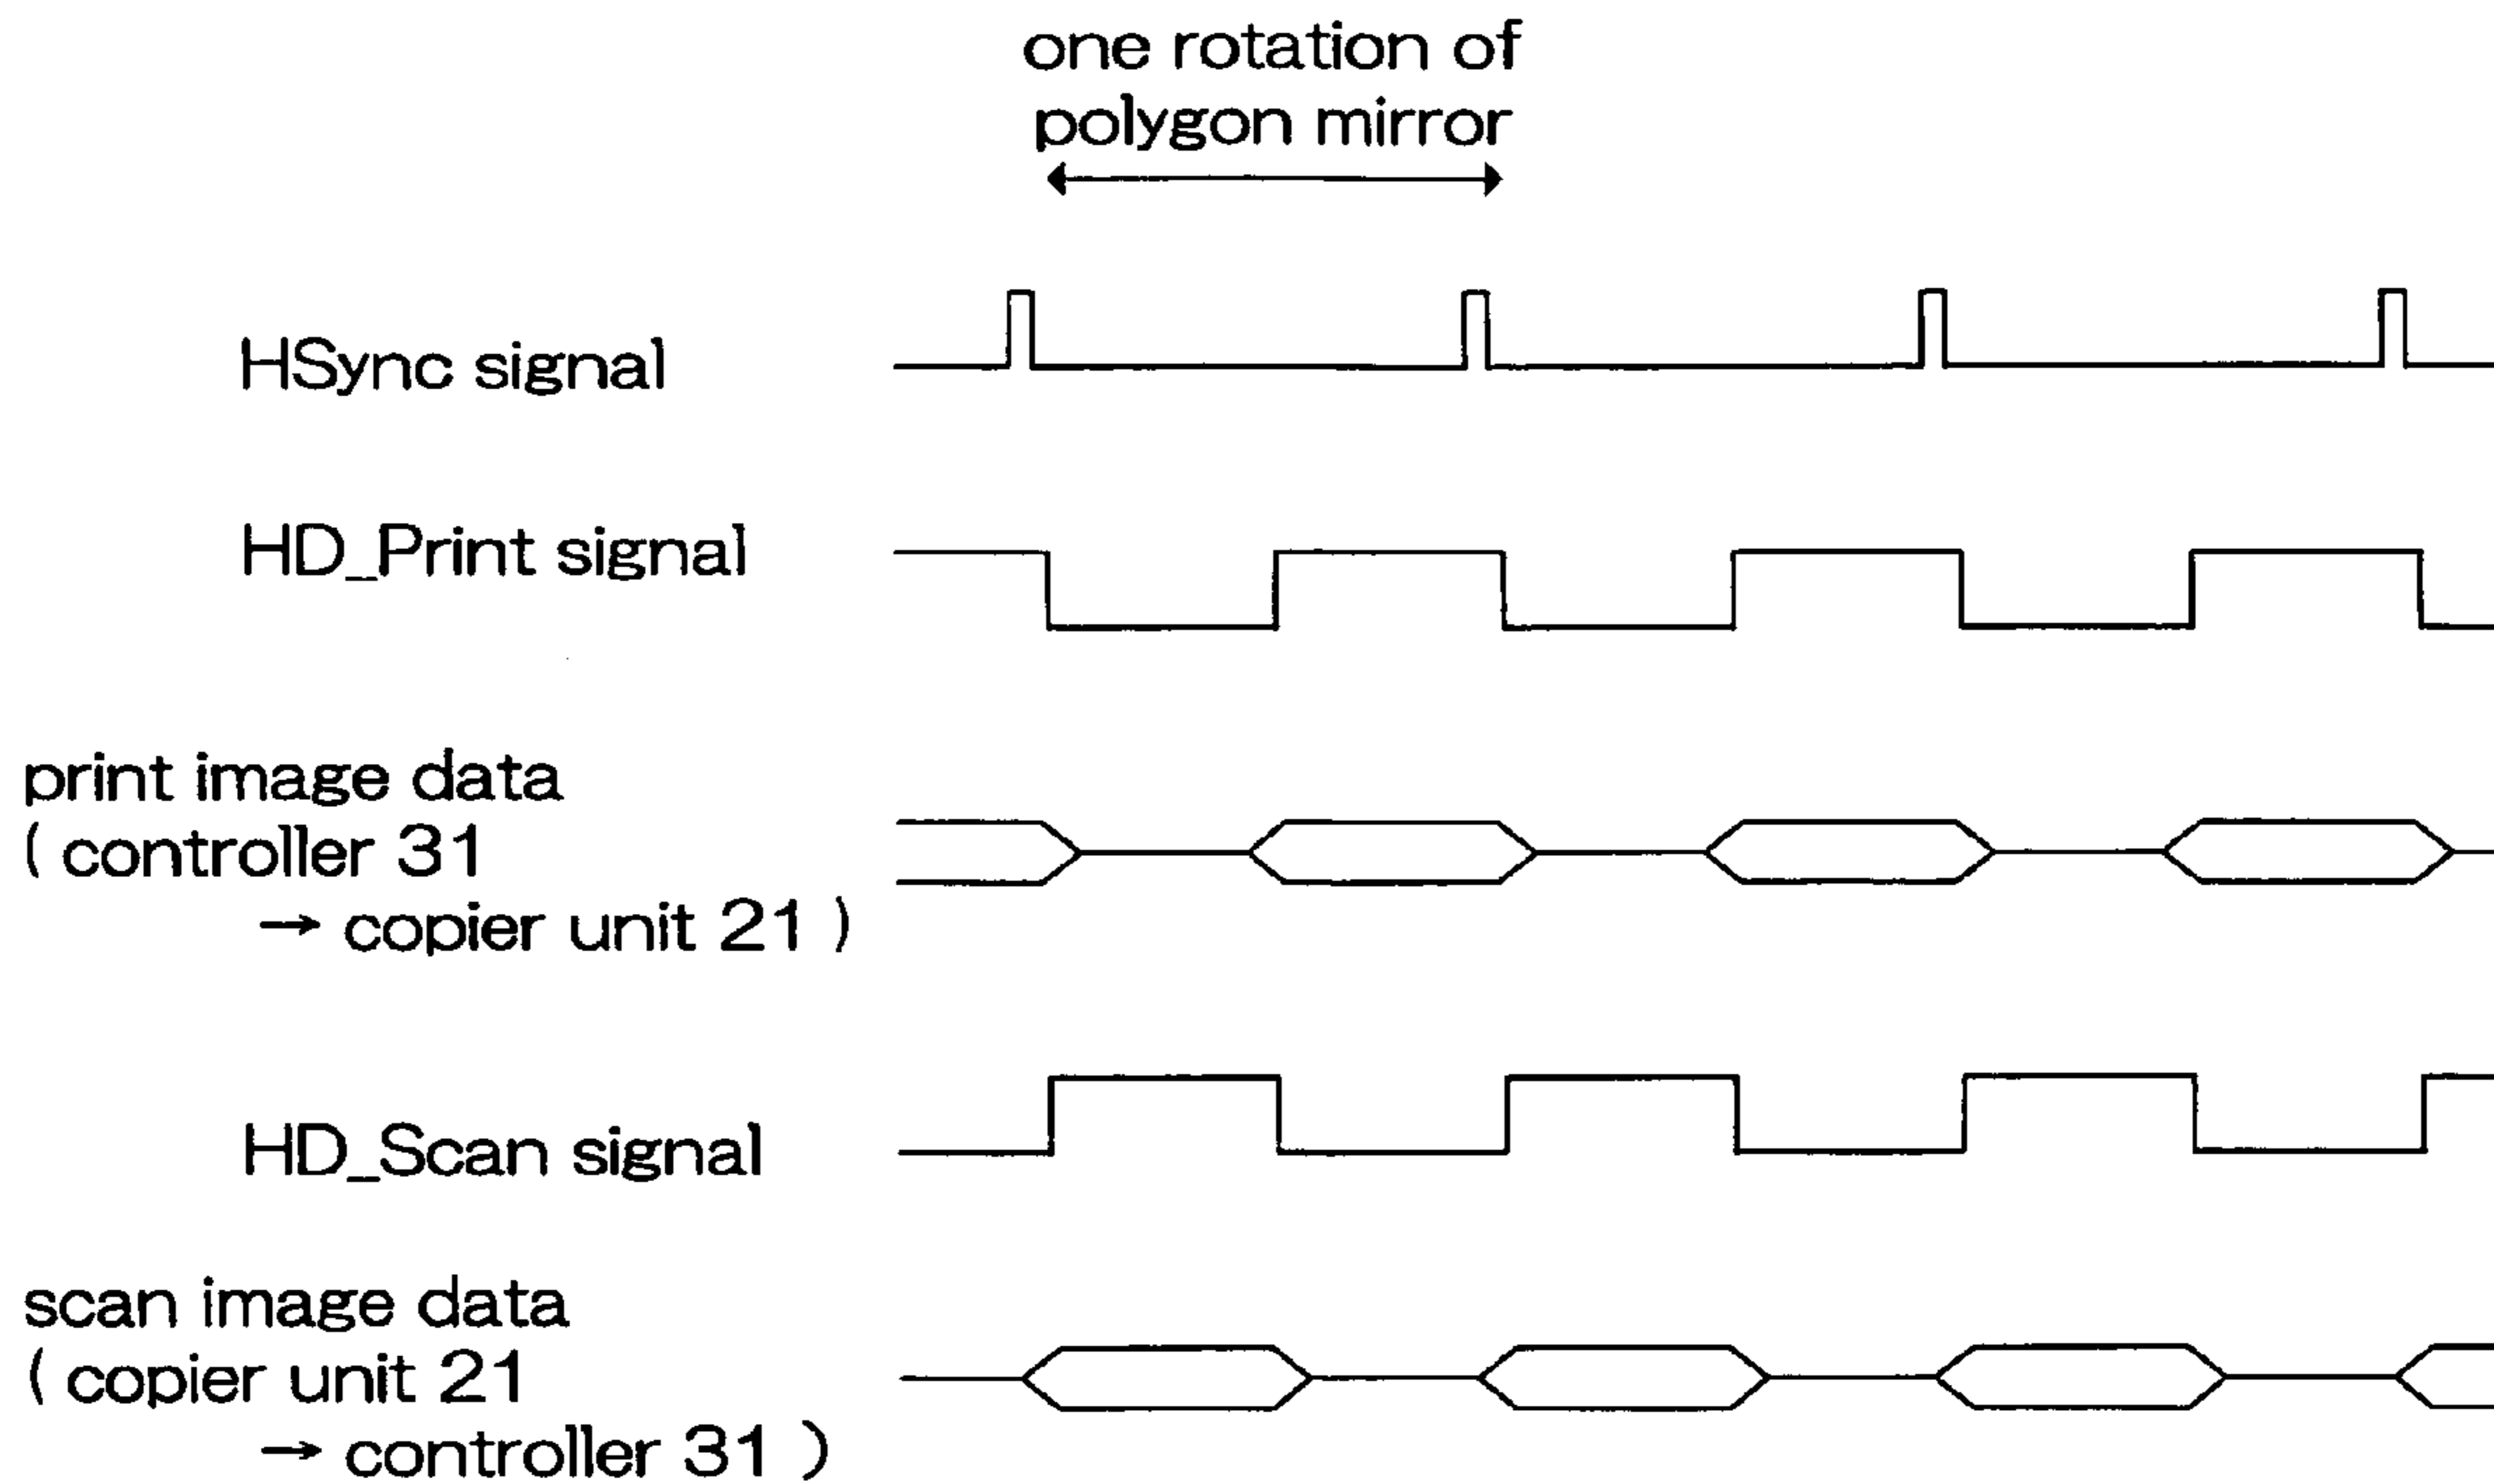 one rotation of
polygon mirror
HSync signal
HD_Print signal
print image data
( controller 31
→ copier unit 21 )
HD_Scan signal
scan image data
( copier unit 21
→ controller 31 )